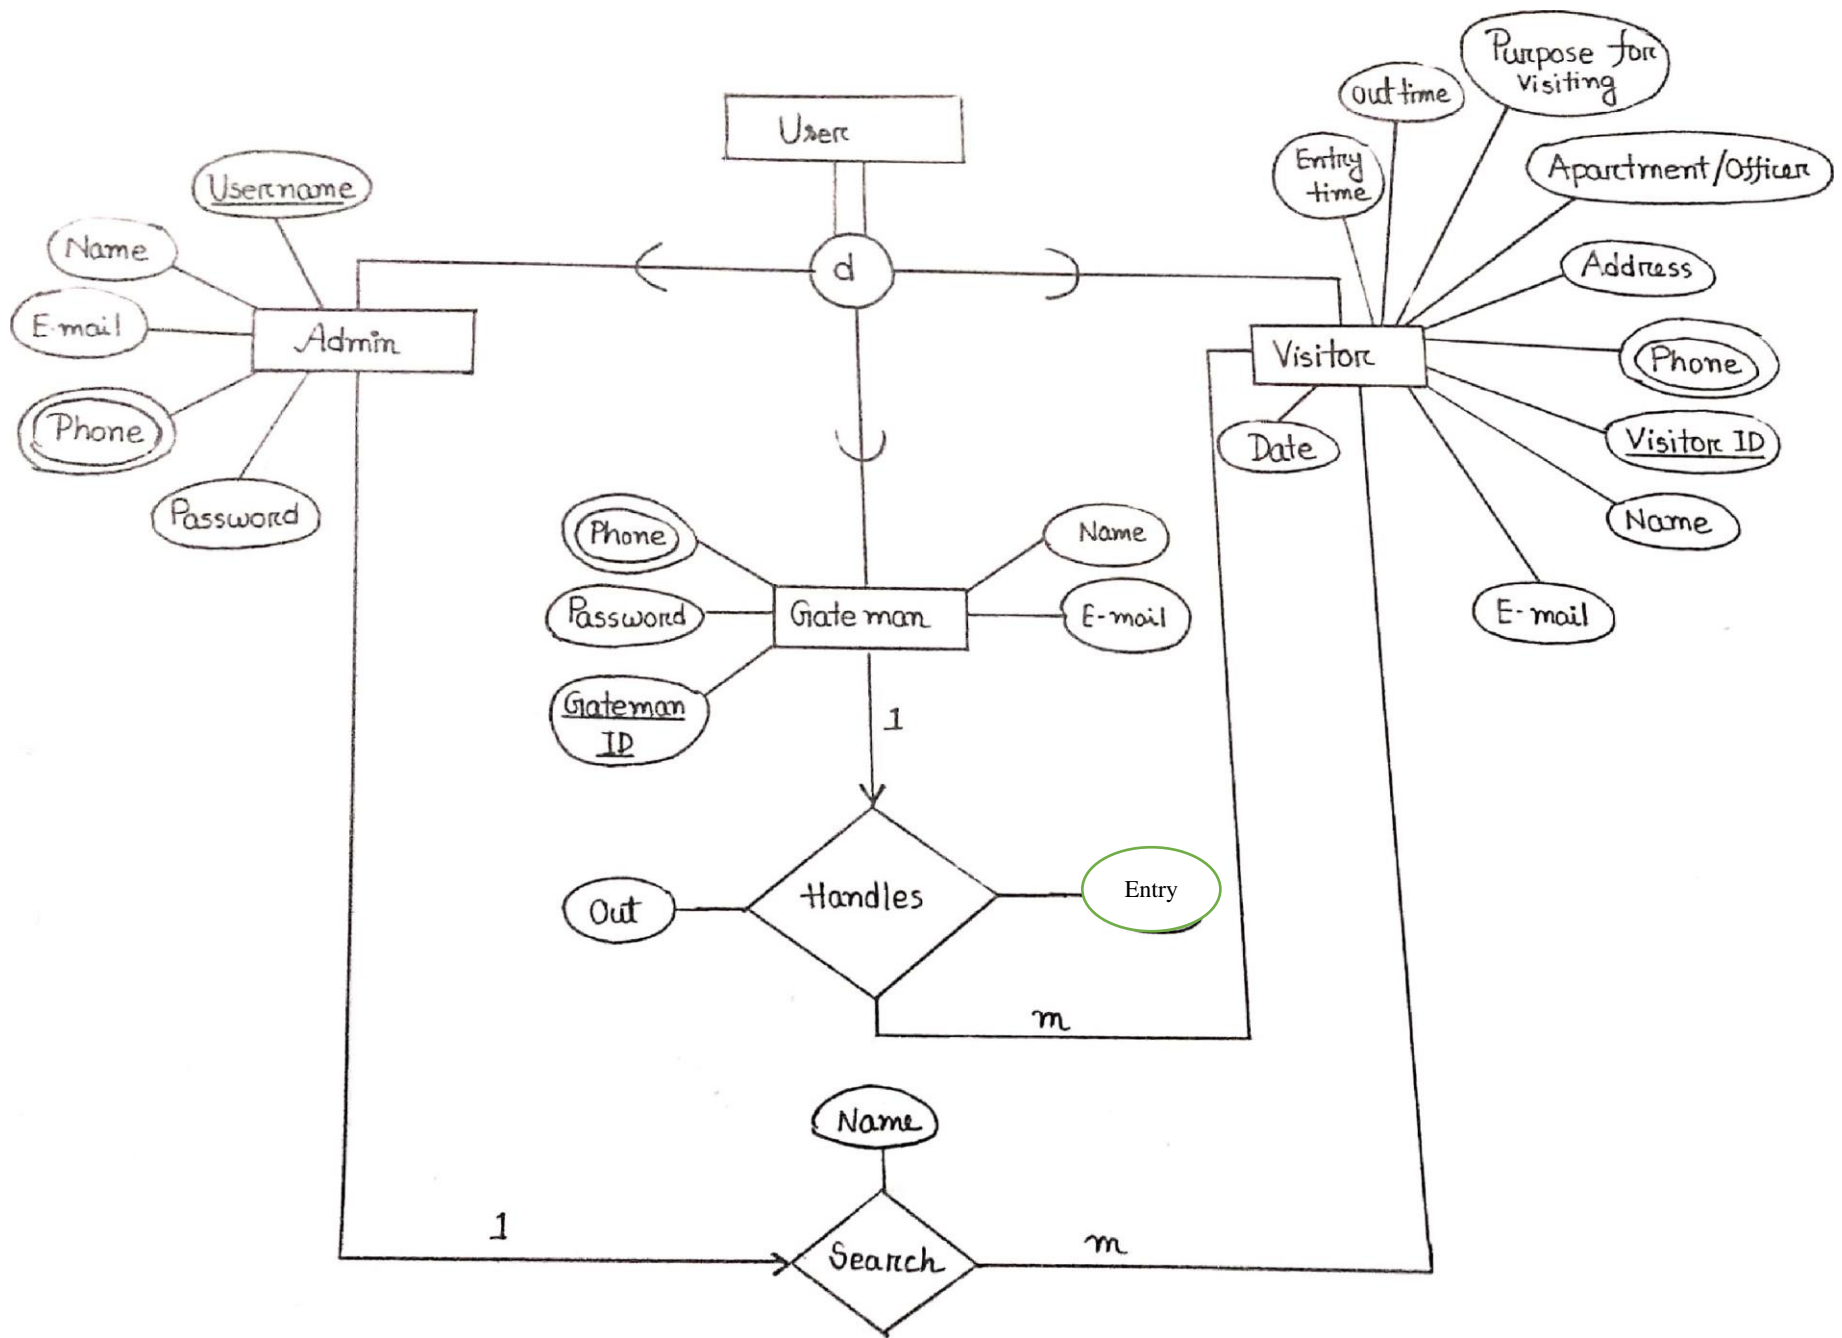 User
d
Username
Name
E-mail
Phone
Password
Admin
Entry
time
out time
Purpose for
visiting
Apartment/Officer
Address
Phone
Visitor ID
Name
E-mail
Date
Visitor
Phone
Password
Gateman
ID
Name
E-mail
Gate man
1
Handles
Out
Entry
m
Name
Search
1
m